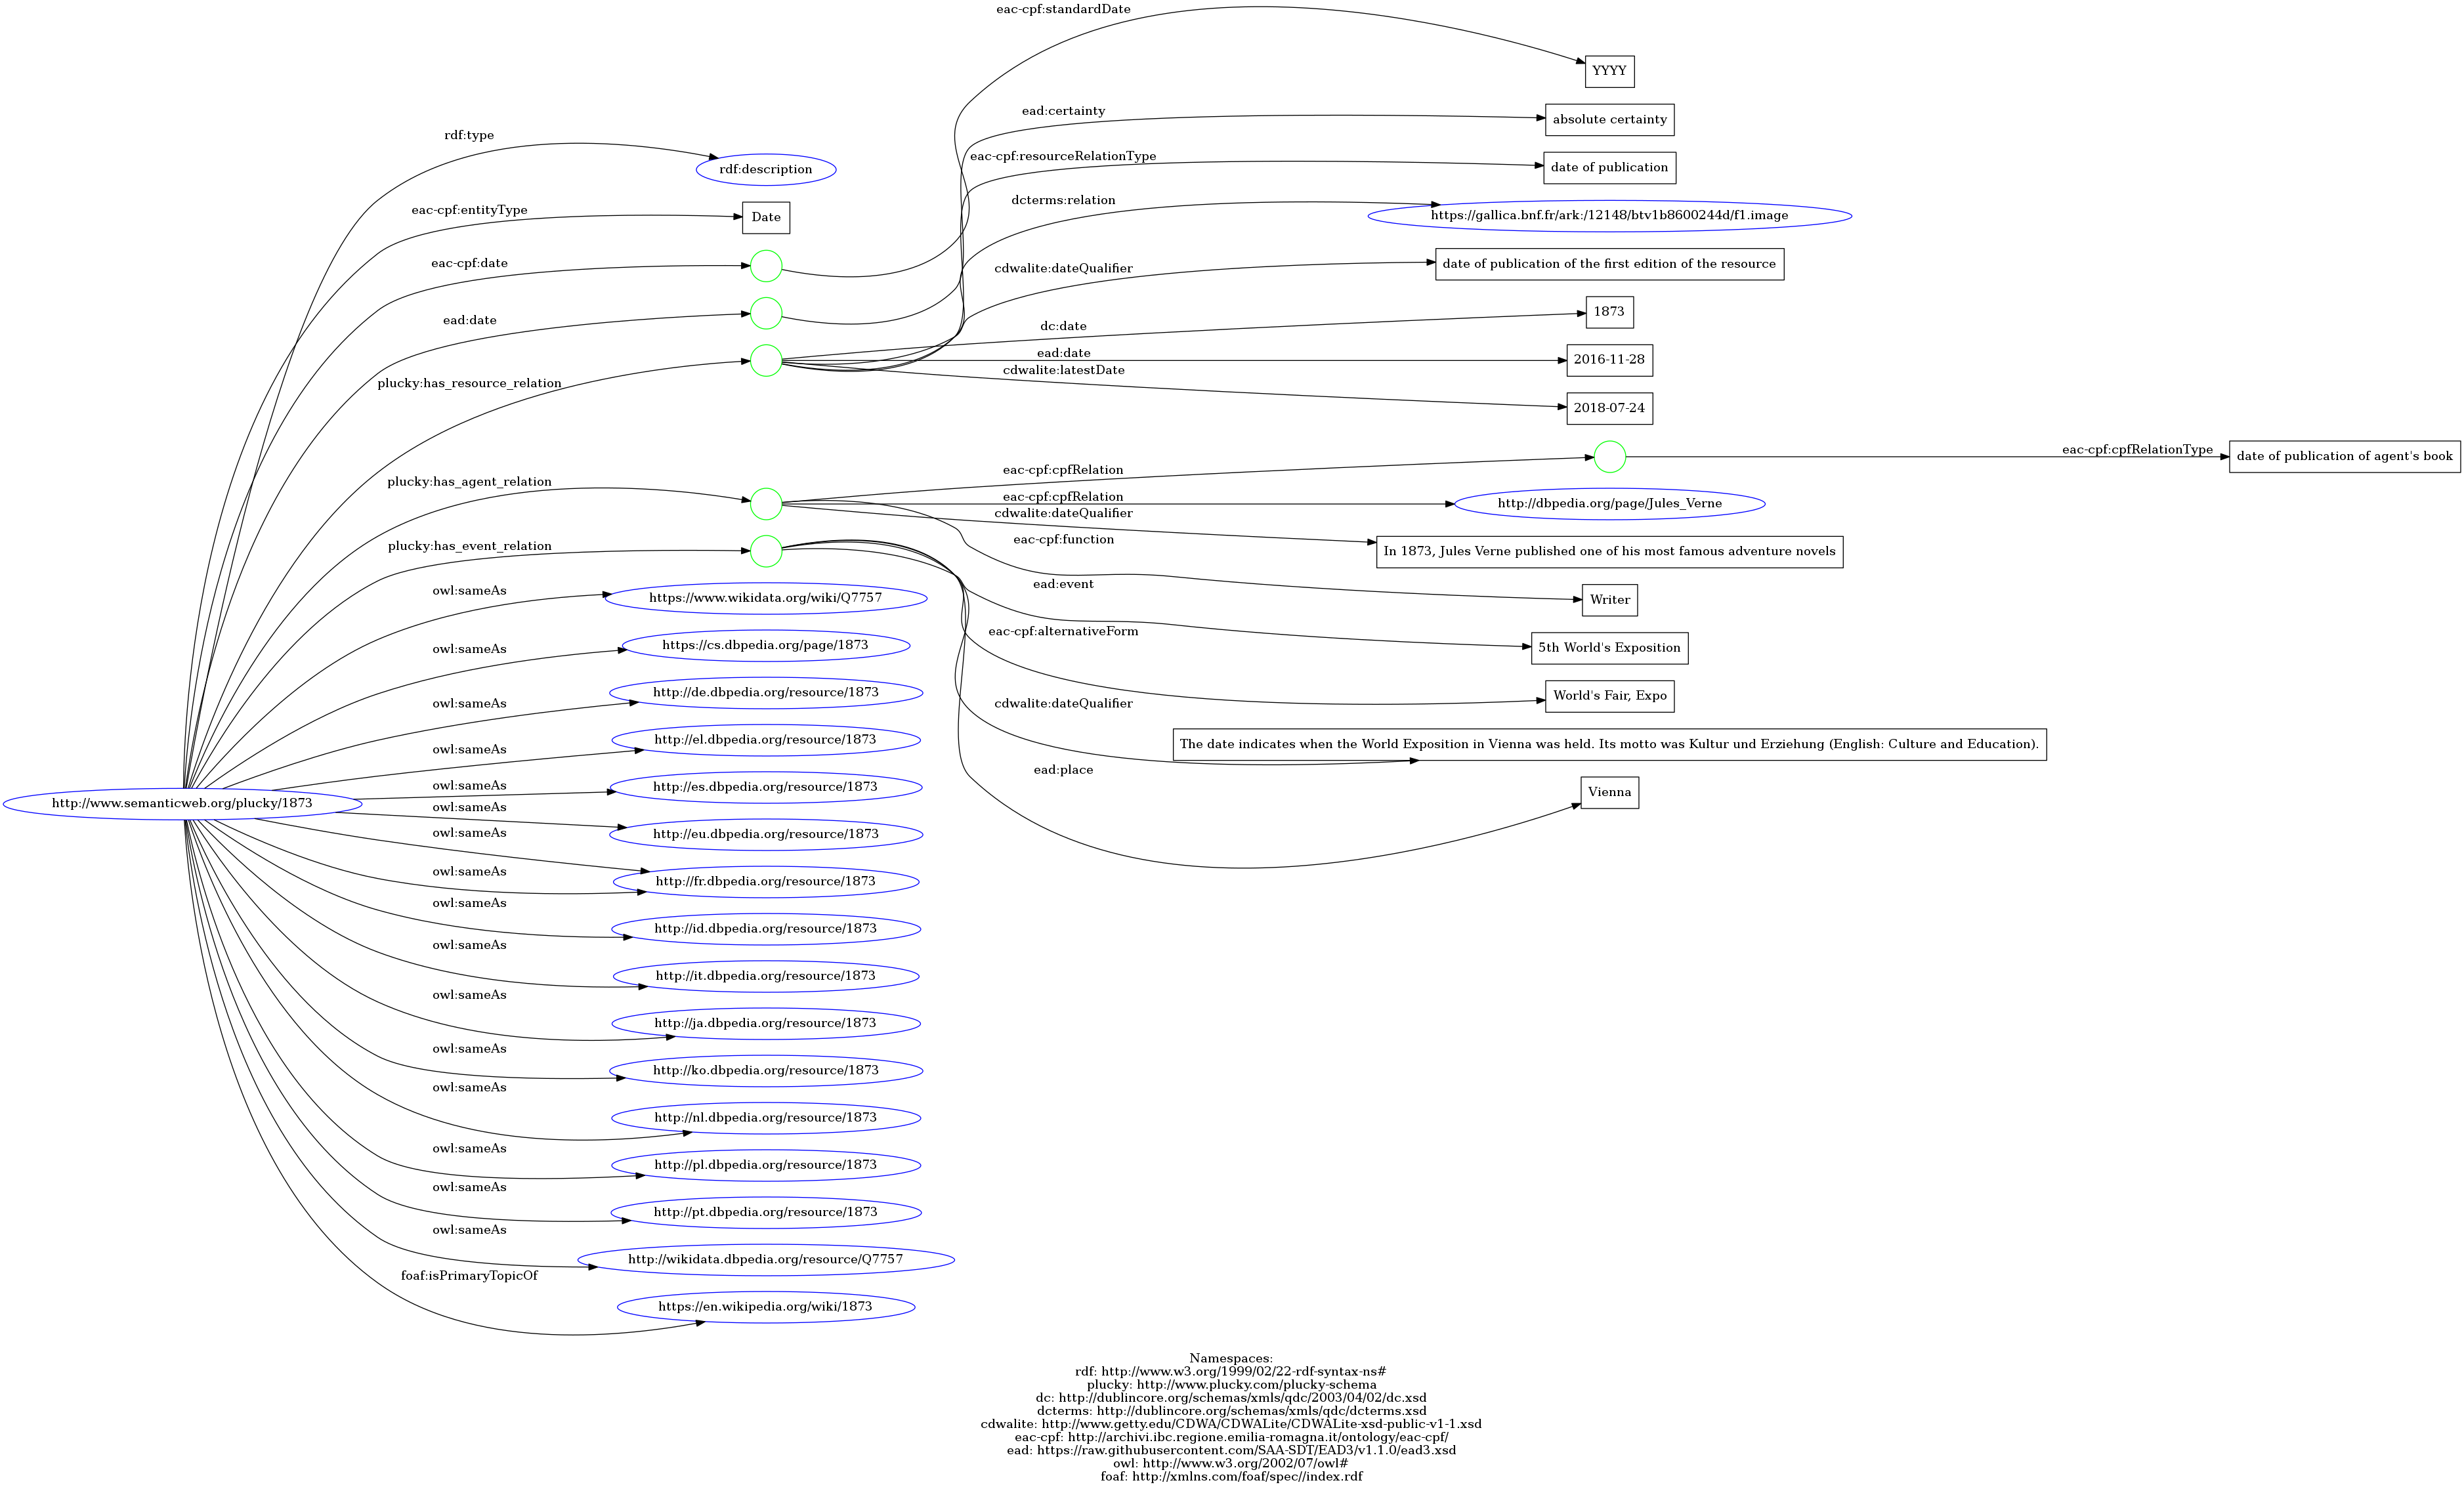 eac-cpf:standardDate
YYYY
ead:certainty
absolute certainty
rdf:type
eac-cpf:resourceRelationType
date of publication
rdf:description
dcterms:relation
https://gallica.bnf.fr/ark:/12148/btv1b8600244d/f1.image
eac-cpf:entityType
Date
eac-cpf:date
cdwalite:dateQualifier
date of publication of the first edition of the resource
ead:date
dc:date
1873
ead:date
2016-11-28
plucky:has_resource_relation
cdwalite:latestDate
2018-07-24
eac-cpf:cpfRelation
eac-cpf:cpfRelationType
date of publication of agent's book
plucky:has_agent_relation
eac-cpf:cpfRelation
http://dbpedia.org/page/Jules_Verne
cdwalite:dateQualifier
In 1873, Jules Verne published one of his most famous adventure novels
plucky:has_event_relation
eac-cpf:function
Writer
owl:sameAs
https://www.wikidata.org/wiki/Q7757
ead:event
5th World's Exposition
owl:sameAs
https://cs.dbpedia.org/page/1873
eac-cpf:alternativeForm
World's Fair, Expo
owl:sameAs
http://de.dbpedia.org/resource/1873
cdwalite:dateQualifier
The date indicates when the World Exposition in Vienna was held. Its motto was Kultur und Erziehung (English: Culture and Education).
owl:sameAs
http://el.dbpedia.org/resource/1873
ead:place
Vienna
owl:sameAs
http://es.dbpedia.org/resource/1873
http://www.semanticweb.org/plucky/1873
owl:sameAs
http://eu.dbpedia.org/resource/1873
owl:sameAs
owl:sameAs
http://fr.dbpedia.org/resource/1873
owl:sameAs
http://id.dbpedia.org/resource/1873
owl:sameAs
http://it.dbpedia.org/resource/1873
owl:sameAs
http://ja.dbpedia.org/resource/1873
owl:sameAs
http://ko.dbpedia.org/resource/1873
owl:sameAs
http://nl.dbpedia.org/resource/1873
owl:sameAs
http://pl.dbpedia.org/resource/1873
owl:sameAs
http://pt.dbpedia.org/resource/1873
owl:sameAs
http://wikidata.dbpedia.org/resource/Q7757
foaf:isPrimaryTopicOf
https://en.wikipedia.org/wiki/1873
Namespaces:
rdf: http://www.w3.org/1999/02/22-rdf-syntax-ns#
plucky: http://www.plucky.com/plucky-schema
dc: http://dublincore.org/schemas/xmls/qdc/2003/04/02/dc.xsd
dcterms: http://dublincore.org/schemas/xmls/qdc/dcterms.xsd
cdwalite: http://www.getty.edu/CDWA/CDWALite/CDWALite-xsd-public-v1-1.xsd
eac-cpf: http://archivi.ibc.regione.emilia-romagna.it/ontology/eac-cpf/
ead: https://raw.githubusercontent.com/SAA-SDT/EAD3/v1.1.0/ead3.xsd
owl: http://www.w3.org/2002/07/owl#
foaf: http://xmlns.com/foaf/spec//index.rdf